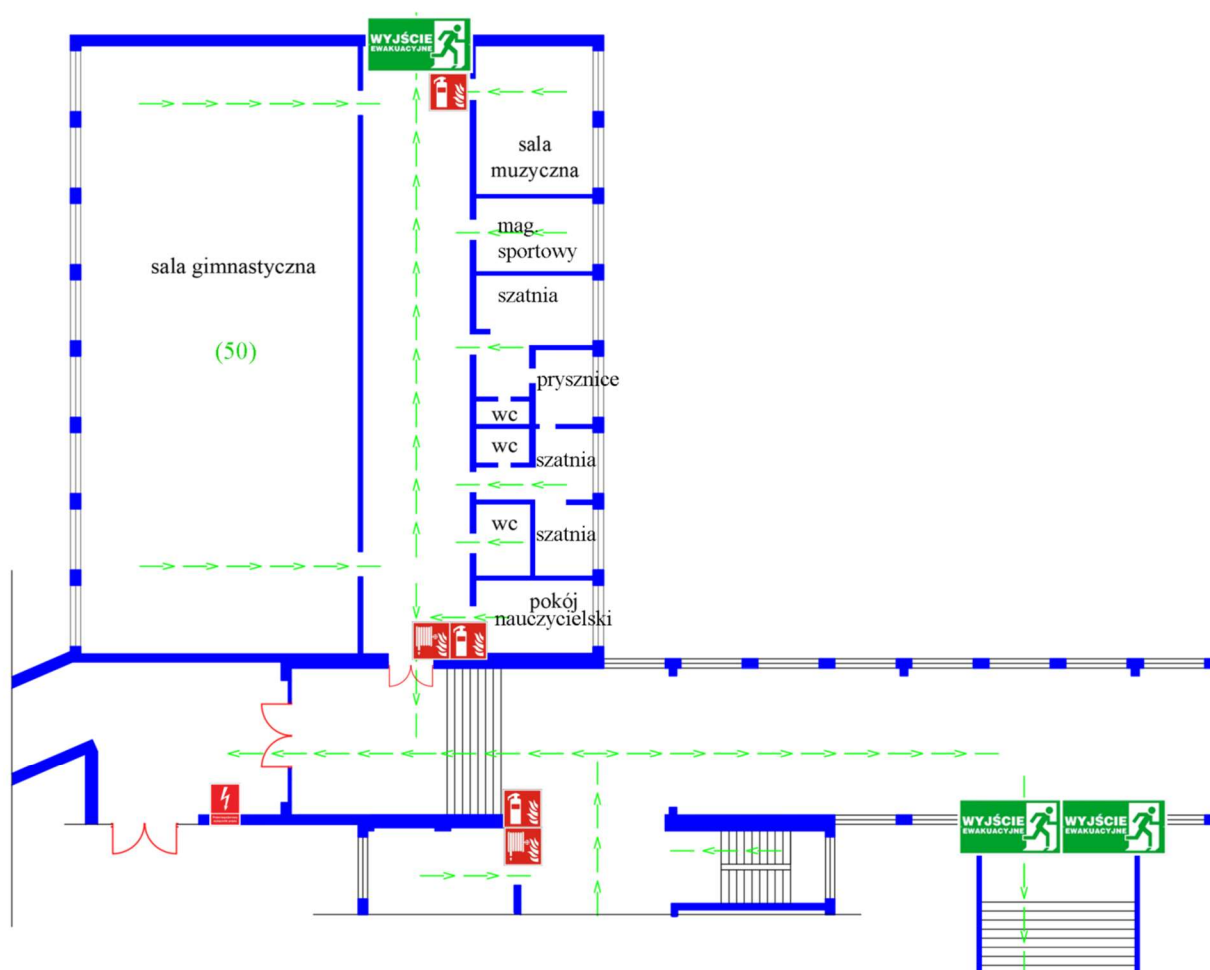 WYJŚCIE
EWAKUACYJNE
sala
muzyczna
mag.
sportowy
sala gimnastyczna
szatnia
(50)
prysznice
wc
wc
szatnia
wc
szatnia
pokój
nauczycielski
WYJŚCIE
EWAKUACYJNE
WYJŚCIE
EWAKUACYJNE